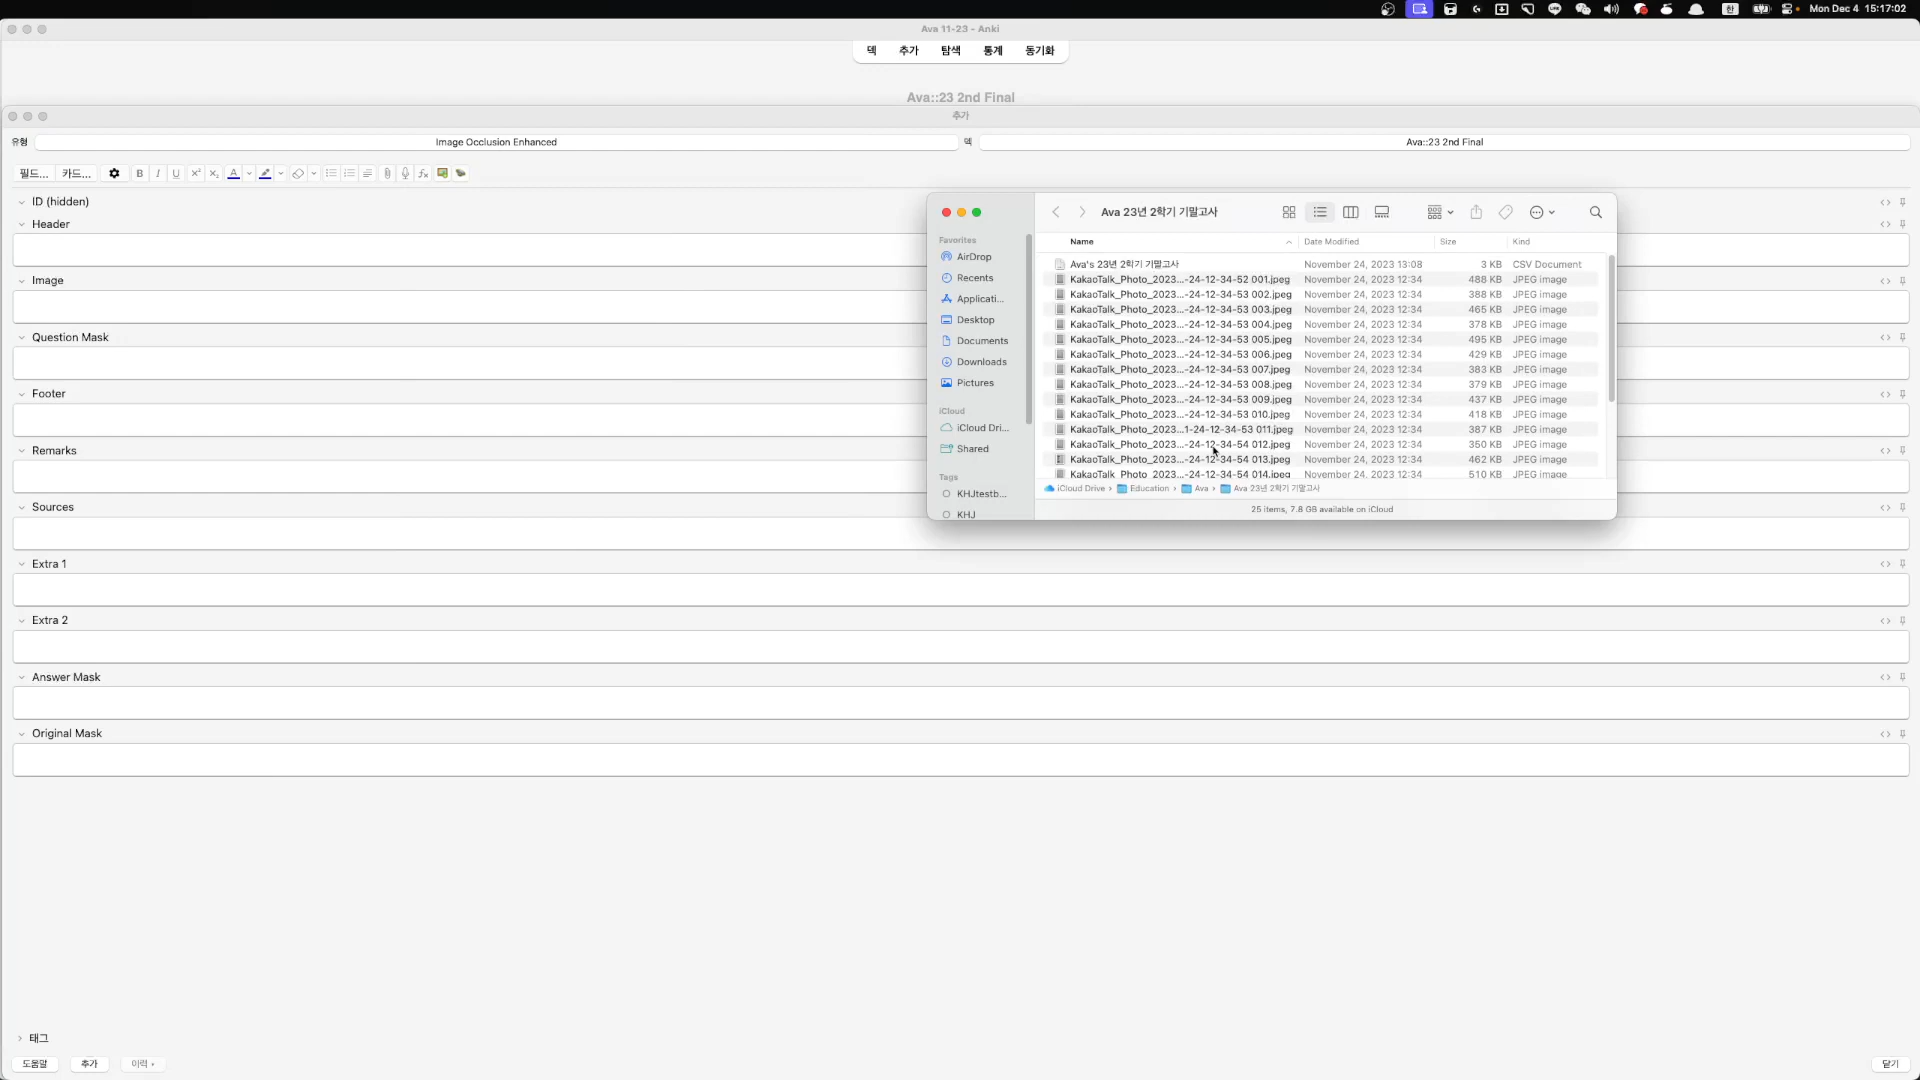 Mon Dec 4 15:17:02
Ava 11-23 - Anki
덱 추가 탐색 통계 동기화
Ava::23 2nd Final
추가
유형 Image Occlusion Enhanced 덱 Ava::23 2nd Final
필드... 카드...
ID (hidden)
Header
Image
Question Mask
Footer
Remarks
Sources
Extra 1
Extra 2
Answer Mask
Original Mask
Ava 23년 2학기 기말고사
Favorites
AirDrop
Recents
Applicati...
Desktop
Documents
Downloads
Pictures
iCloud
iCloud Dri...
Shared
Tags
KHJtestb...
KHJ
Name Date Modified Size Kind
Ava's 23년 2학기 기말고사 November 24, 2023 13:08 3 KB CSV Document
KakaoTalk_Photo_2023...-24-12-34-52 001.jpeg November 24, 2023 12:34 488 KB JPEG image
KakaoTalk_Photo_2023...-24-12-34-53 002.jpeg November 24, 2023 12:34 388 KB JPEG image
KakaoTalk_Photo_2023...-24-12-34-53 003.jpeg November 24, 2023 12:34 465 KB JPEG image
KakaoTalk_Photo_2023...-24-12-34-53 004.jpeg November 24, 2023 12:34 378 KB JPEG image
KakaoTalk_Photo_2023...-24-12-34-53 005.jpeg November 24, 2023 12:34 495 KB JPEG image
KakaoTalk_Photo_2023...-24-12-34-53 006.jpeg November 24, 2023 12:34 429 KB JPEG image
KakaoTalk_Photo_2023...-24-12-34-53 007.jpeg November 24, 2023 12:34 383 KB JPEG image
KakaoTalk_Photo_2023...-24-12-34-53 008.jpeg November 24, 2023 12:34 379 KB JPEG image
KakaoTalk_Photo_2023...-24-12-34-53 009.jpeg November 24, 2023 12:34 437 KB JPEG image
KakaoTalk_Photo_2023...-24-12-34-53 010.jpeg November 24, 2023 12:34 418 KB JPEG image
KakaoTalk_Photo_2023...1-24-12-34-53 011.jpeg November 24, 2023 12:34 387 KB JPEG image
KakaoTalk_Photo_2023...-24-12-34-54 012.jpeg November 24, 2023 12:34 350 KB JPEG image
KakaoTalk_Photo_2023...-24-12-34-54 013.jpeg November 24, 2023 12:34 462 KB JPEG image
KakaoTalk_Photo_2023...-24-12-34-54 014.jpeg November 24, 2023 12:34 510 KB JPEG image
iCloud Drive › Education › Ava › Ava 23년 2학기 기말고사
25 items, 7.8 GB available on iCloud
태그
도움말 추가 이력 닫기